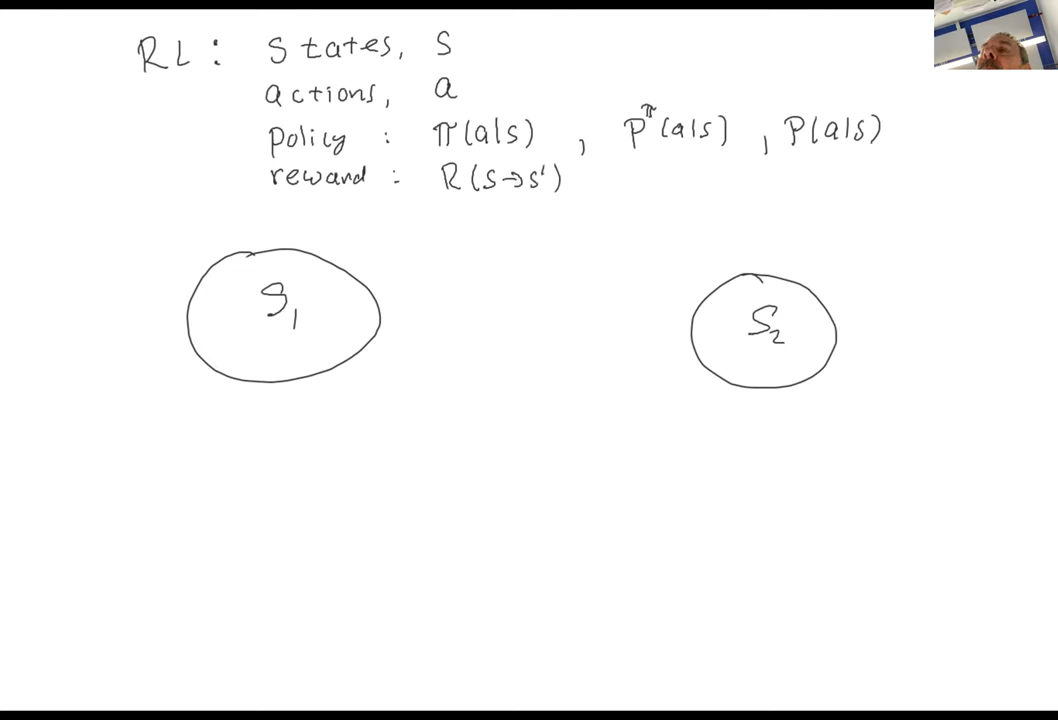 RL: States, S
actions, a
policy: π(a|s), p^π(a|s), P(a|s)
reward: R(s→s')
S₁
S₂